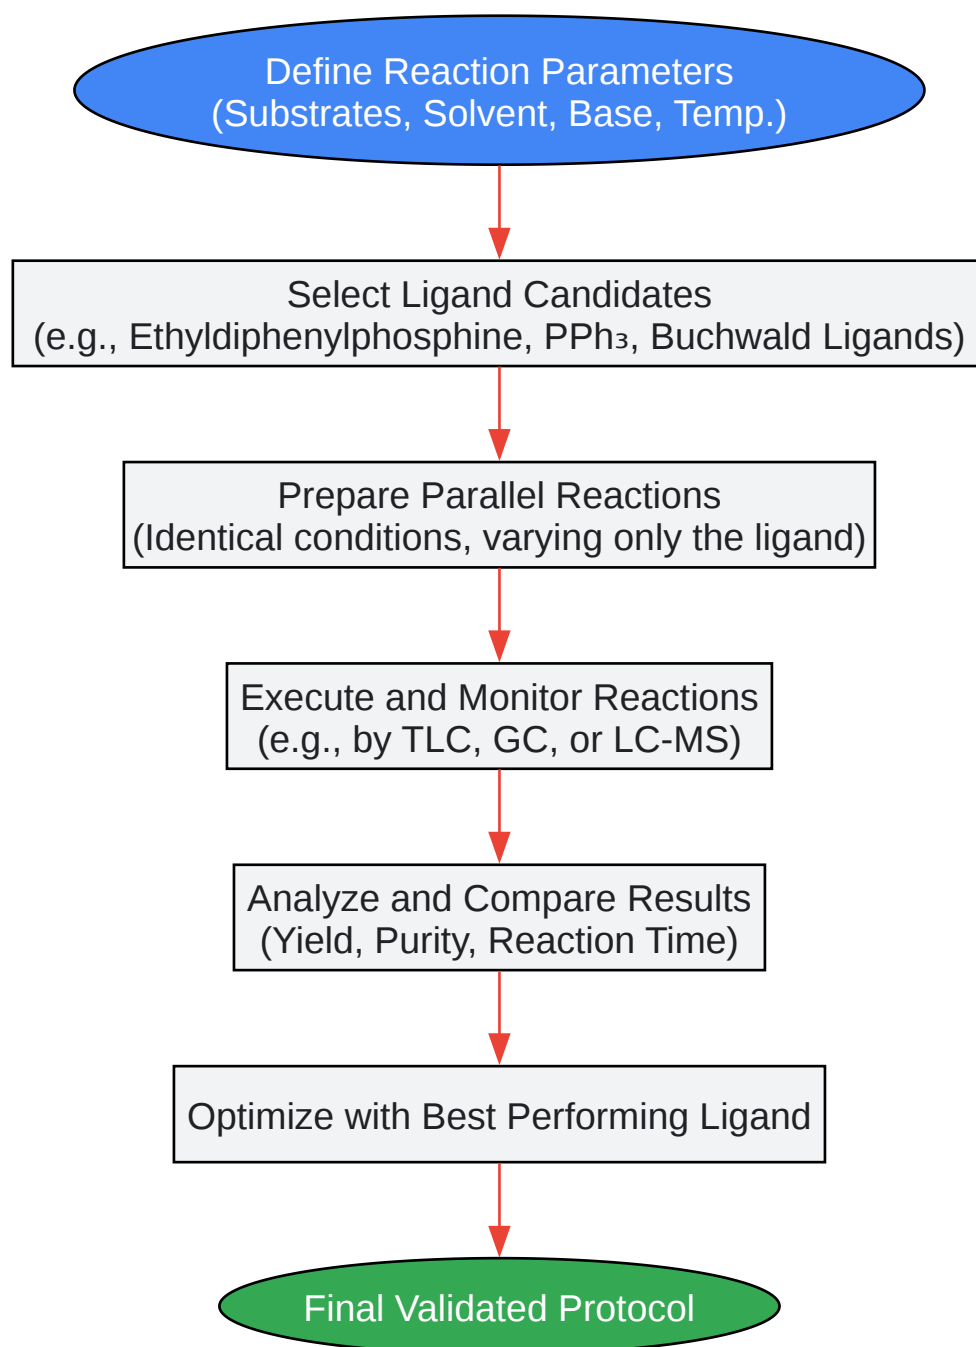 Define Reaction Parameters
(Substrates, Solvent, Base, Temp.)
Select Ligand Candidates
(e.g., Ethyldiphenylphosphine, PPh₃, Buchwald Ligands)
Prepare Parallel Reactions
(Identical conditions, varying only the ligand)
Execute and Monitor Reactions
(e.g., by TLC, GC, or LC-MS)
Analyze and Compare Results
(Yield, Purity, Reaction Time)
Optimize with Best Performing Ligand
Final Validated Protocol